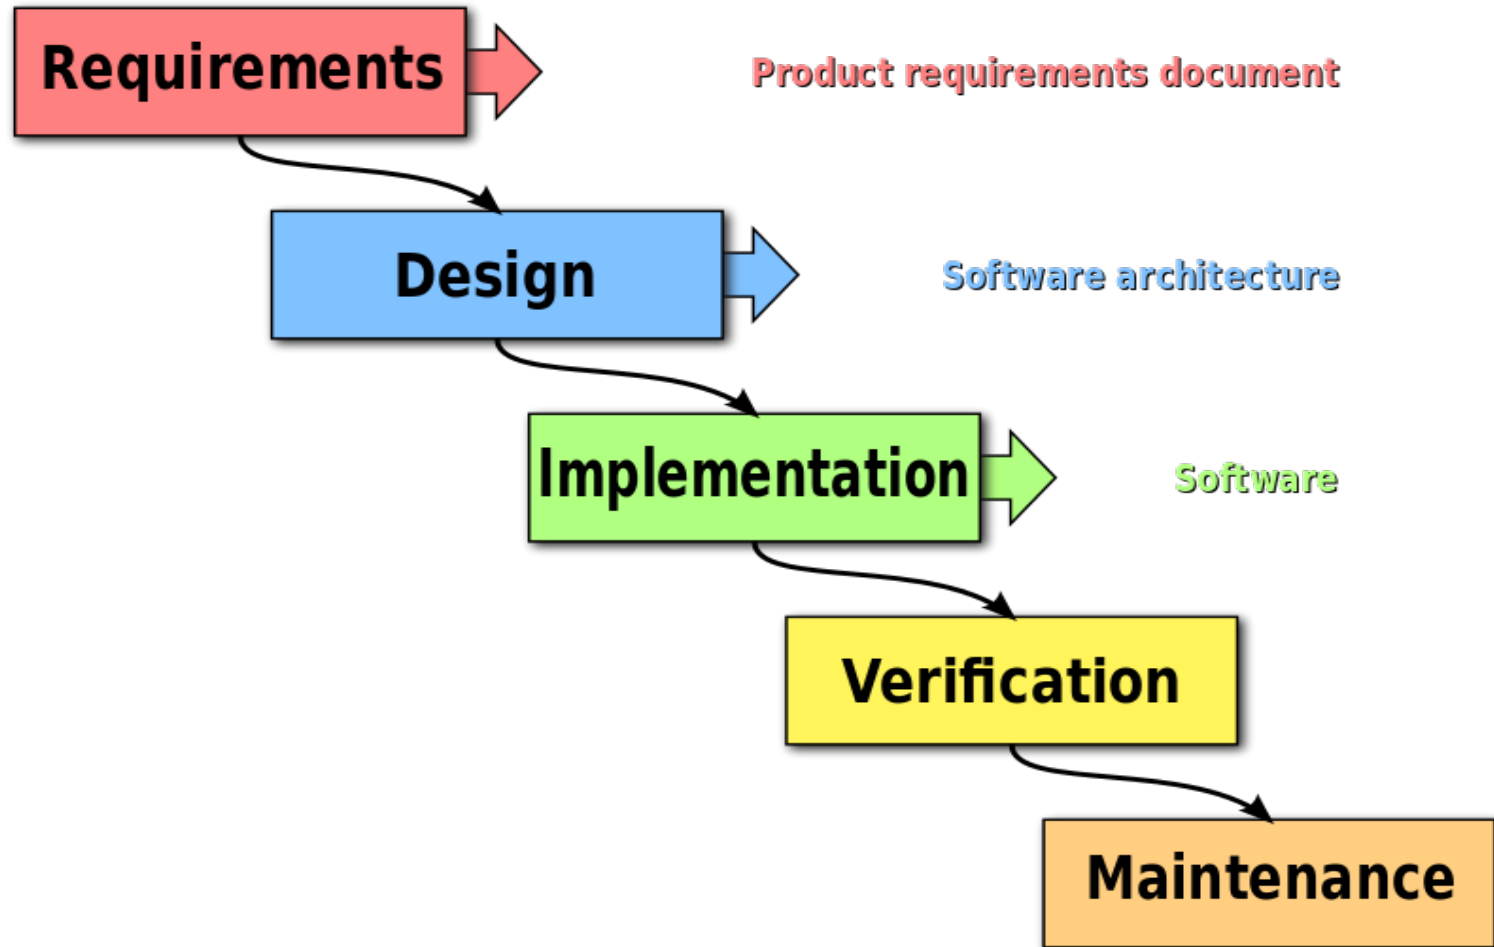 Requirements
Product requirements document
Design
Software architecture
Implementation
Software
Verification
Maintenance